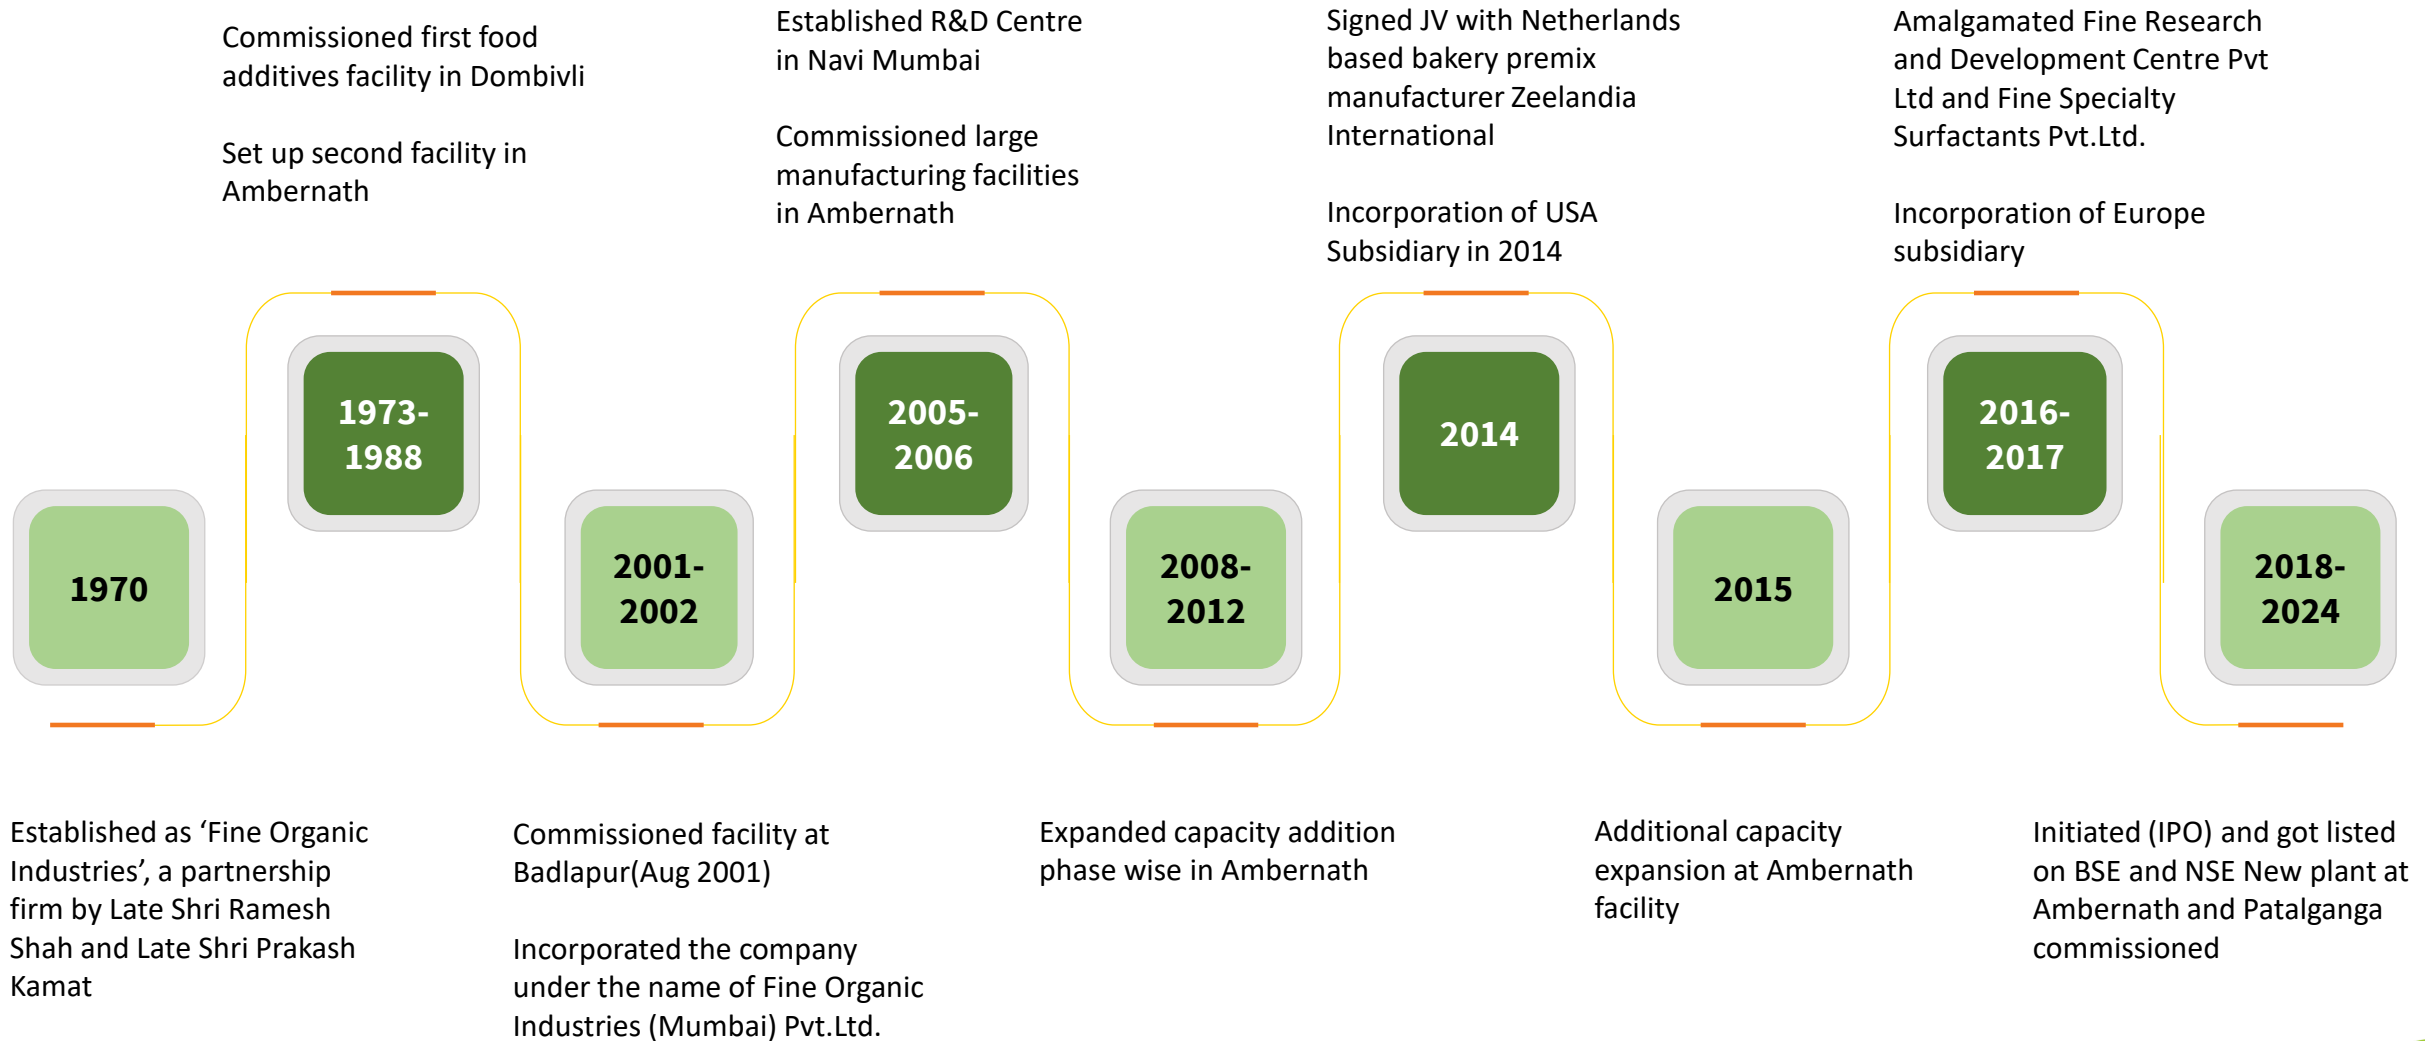 Commissioned first food
additives facility in Dombivli
Set up second facility in
Ambernath
Established R&D Centre
in Navi Mumbai
Commissioned large
manufacturing facilities
in Ambernath
Signed JV with Netherlands
based bakery premix
manufacturer Zeelandia
International
Incorporation of USA
Subsidiary in 2014
Amalgamated Fine Research
and Development Centre Pvt
Ltd and Fine Specialty
Surfactants Pvt.Ltd.
Incorporation of Europe
subsidiary
1970
1973-
1988
2001-
2002
2005-
2006
2008-
2012
2014
2015
2016-
2017
2018-
2024
Established as ‘Fine Organic
Industries’, a partnership
firm by Late Shri Ramesh
Shah and Late Shri Prakash
Kamat
Commissioned facility at
Badlapur(Aug 2001)
Incorporated the company
under the name of Fine Organic
Industries (Mumbai) Pvt.Ltd.
Expanded capacity addition
phase wise in Ambernath
Additional capacity
expansion at Ambernath
facility
Initiated (IPO) and got listed
on BSE and NSE New plant at
Ambernath and Patalganga
commissioned